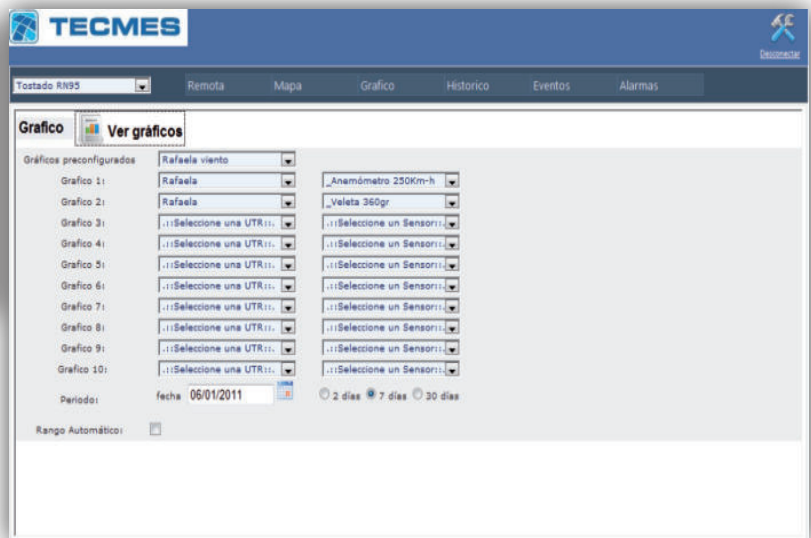 TECMES
Desconectar
Tostado RN95 Remota Mapa Grafico Historico Eventos Alarmas
Grafico Ver gráficos
Gráficos preconfigurados Rafaela viento
Grafico 1: Rafaela _Anemómetro 250Km-h
Grafico 2: Rafaela _Veleta 360gr
Grafico 3: .::Seleccione una UTR::. .::Seleccione un Sensor::.
Grafico 4: .::Seleccione una UTR::. .::Seleccione un Sensor::.
Grafico 5: .::Seleccione una UTR::. .::Seleccione un Sensor::.
Grafico 6: .::Seleccione una UTR::. .::Seleccione un Sensor::.
Grafico 7: .::Seleccione una UTR::. .::Seleccione un Sensor::.
Grafico 8: .::Seleccione una UTR::. .::Seleccione un Sensor::.
Grafico 9: .::Seleccione una UTR::. .::Seleccione un Sensor::.
Grafico 10: .::Seleccione una UTR::. .::Seleccione un Sensor::.
Periodo: fecha 06/01/2011 2 días 7 días 30 días
Rango Automático: